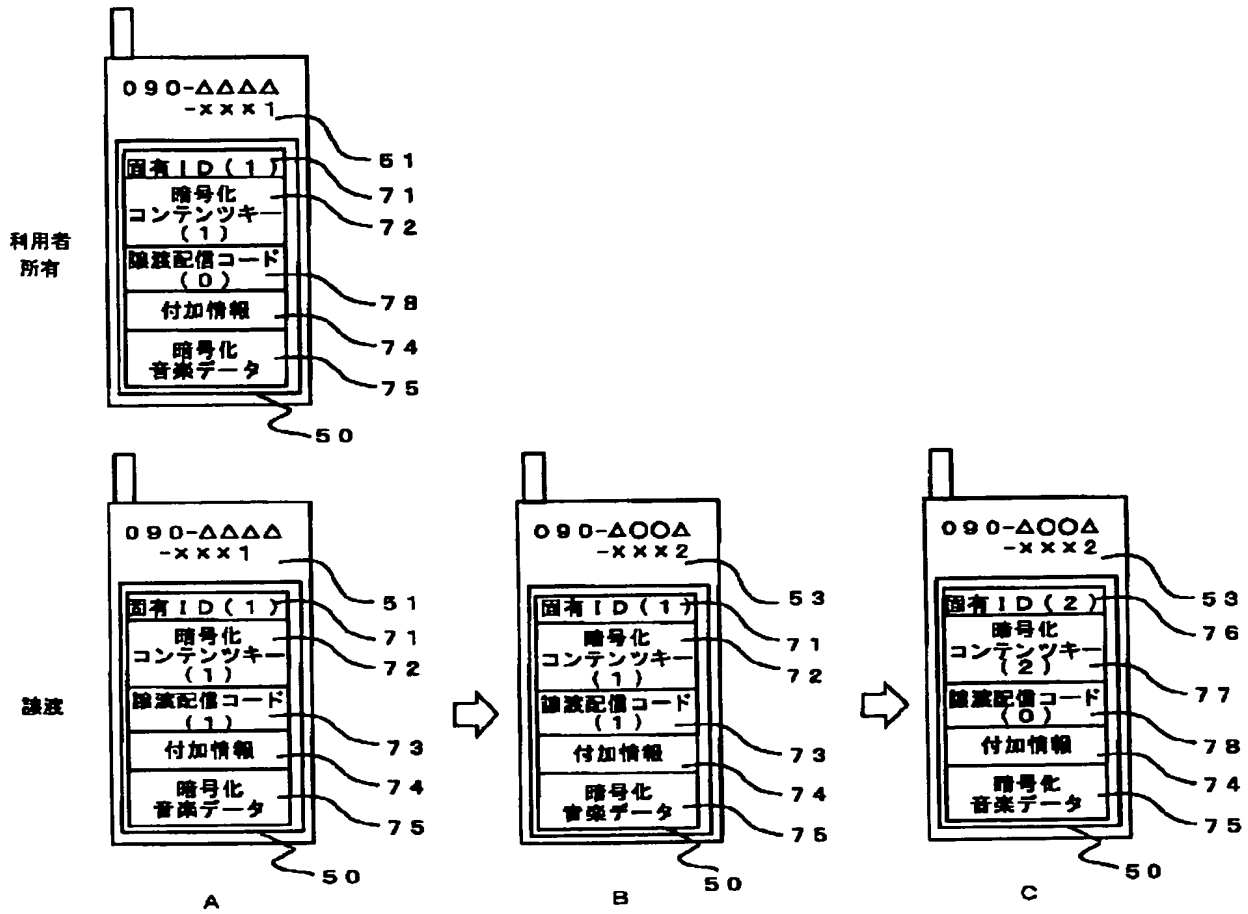 090-△△△△
-×××1
51
固有ID(1)
71
暗号化
コンテンツキー
(1)
72
利用者
所有
譲渡配信コード
(0)
78
付加情報
74
暗号化
音楽データ
75
50
090-△△△△
-×××1
51
固有ID(1)
71
暗号化
コンテンツキー
(1)
72
譲渡
譲渡配信コード
(1)
73
付加情報
74
暗号化
音楽データ
75
50
A
090-△○○△
-×××2
53
固有ID(1)
71
暗号化
コンテンツキー
(1)
72
譲渡配信コード
(1)
73
付加情報
74
暗号化
音楽データ
75
50
B
090-△○○△
-×××2
53
固有ID(2)
76
暗号化
コンテンツキー
(2)
77
譲渡配信コード
(0)
78
付加情報
74
暗号化
音楽データ
75
50
C